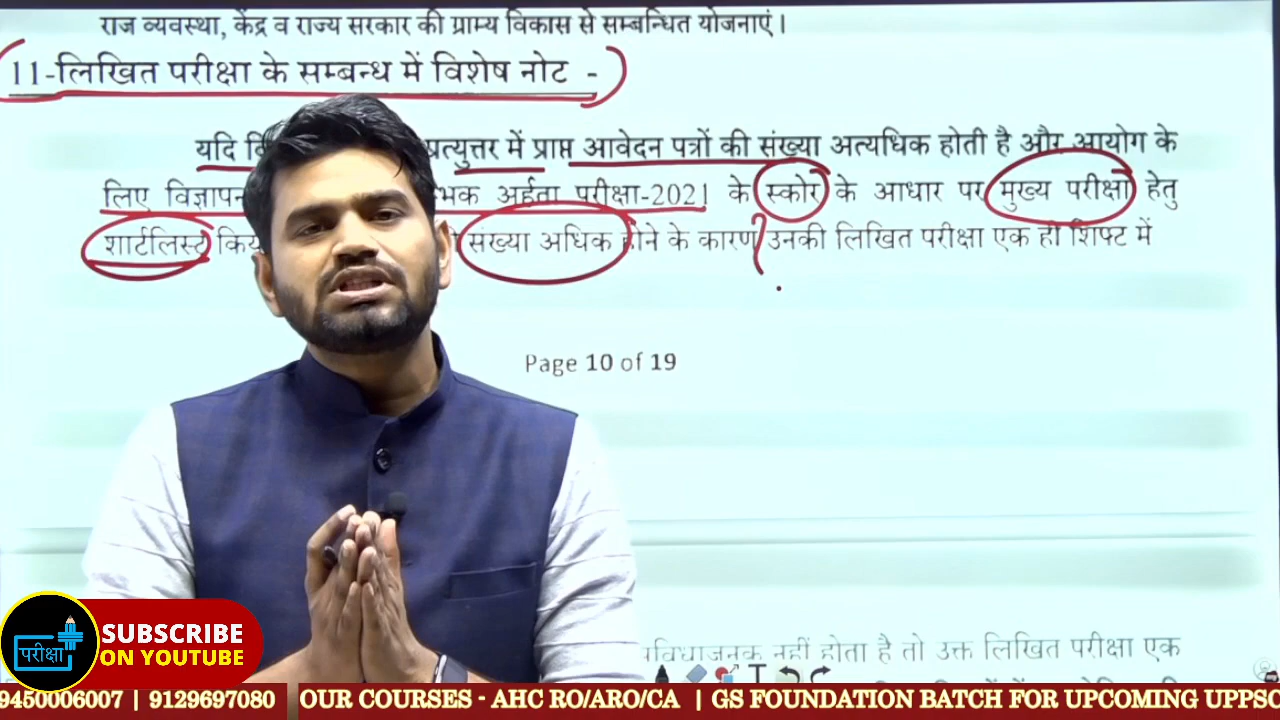 राज व्यवस्था, केंद्र व राज्य सरकार की ग्राम्य विकास से सम्बन्धित योजनाएं।
11-लिखित परीक्षा के सम्बन्ध में विशेष नोट -
यदि प्रत्युत्तर में प्राप्त आवेदन पत्रों की संख्या अत्यधिक होती है और आयोग के
लिए विज्ञापन अर्हता परीक्षा-2021 के स्कोर के आधार पर मुख्य परीक्षा हेतु
शार्टलिस्ट संख्या अधिक होने के कारण उनकी लिखित परीक्षा एक ही शिफ्ट में
Page 10 of 19
नहीं होता है तो उक्त लिखित परीक्षा एक
परीक्षा
SUBSCRIBE
ON YOUTUBE
9450006007 | 9129697080 OUR COURSES - AHC RO/ARO/CA | GS FOUNDATION BATCH FOR UPCOMING UPPSC